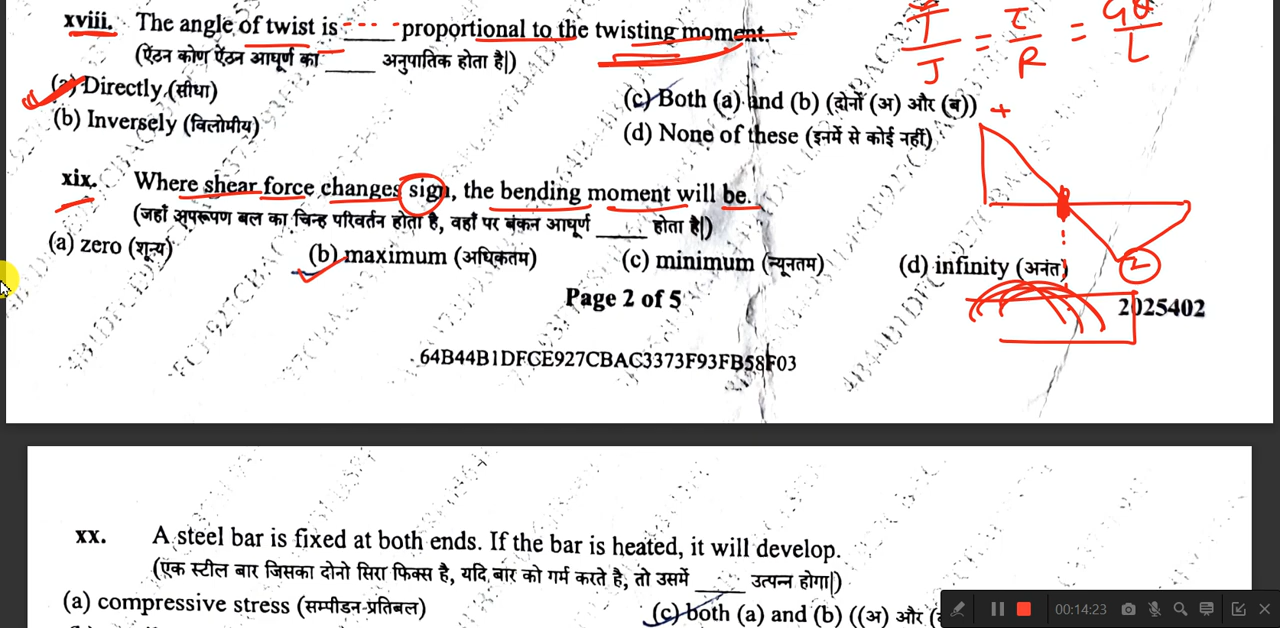 xviii. The angle of twist is ---- ____ proportional to the twisting moment.
(ऐंठन कोण ऐंठन आघूर्ण का ____ अनुपातिक होता है|)
(a) Directly (सीधा)
(b) Inversely (विलोमीय)
(c) Both (a) and (b) (दोनों (अ) और (ब))
(d) None of these (इनमें से कोई नहीं)
T/J = τ/R = Gθ/L
+
xix. Where shear force changes sign, the bending moment will be.
(जहाँ अपरूपण बल का चिन्ह परिवर्तन होता है, वहाँ पर बंकन आघूर्ण ____ होता है|)
(a) zero (शून्य) (b) maximum (अधिकतम) (c) minimum (न्यूनतम) (d) infinity (अनंत)
Page 2 of 5
2025402
64B44B1DFCE927CBAC3373F93FB58F03
xx. A steel bar is fixed at both ends. If the bar is heated, it will develop.
(एक स्टील बार जिसका दोनो सिरा फिक्स है, यदि बार को गर्म करते है, तो उसमें ____ उत्पन्न होगा|)
(a) compressive stress (सम्पीडन-प्रतिबल) (c) both (a) and (b) ((अ) और (
00:14:23